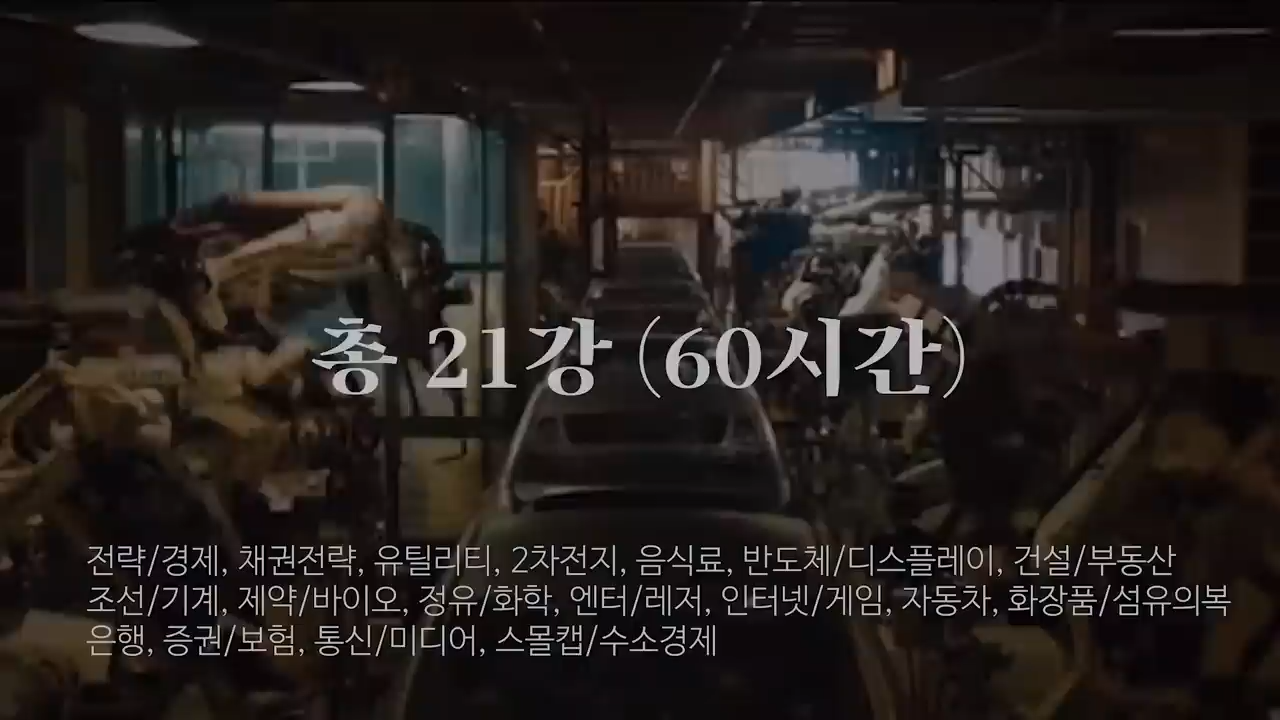 총 21강 (60시간)
전략/경제, 채권전략, 유틸리티, 2차전지, 음식료, 반도체/디스플레이, 건설/부동산
조선/기계, 제약/바이오, 정유/화학, 엔터/레저, 인터넷/게임, 자동차, 화장품/섬유의복
은행, 증권/보험, 통신/미디어, 스몰캡/수소경제